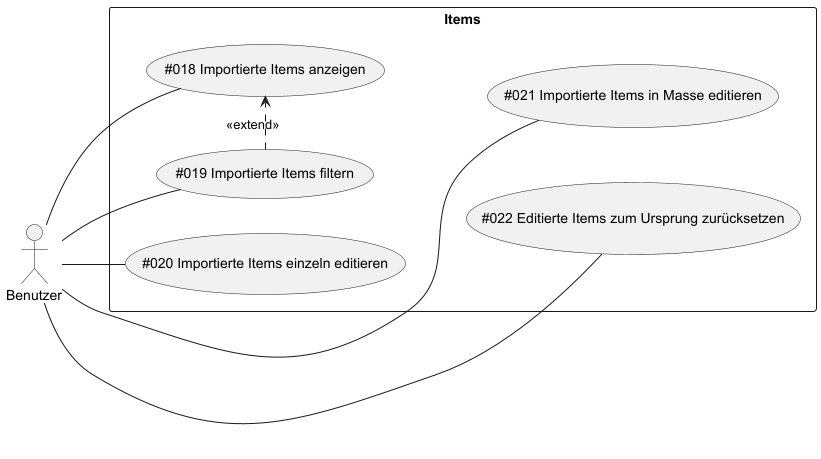 Items
#018 Importierte Items anzeigen
#021 Importierte Items in Masse editieren
«extend»
#019 Importierte Items filtern
#022 Editierte Items zum Ursprung zurücksetzen
#020 Importierte Items einzeln editieren
Benutzer